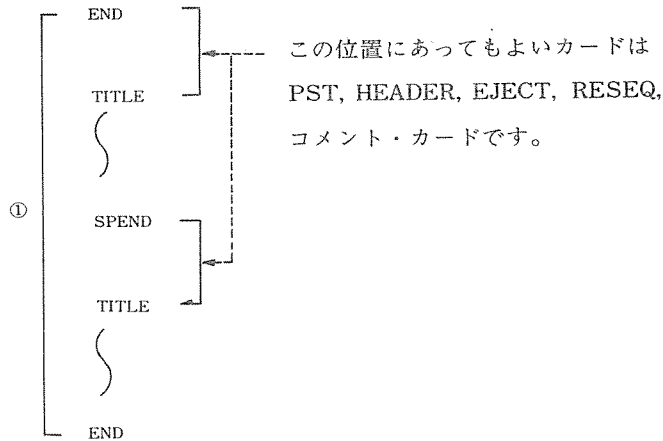 END
この位置にあってもよいカードは
TITLE
PST, HEADER, EJECT, RESEQ,
コメント・カードです。
①
SPEND
TITLE
END